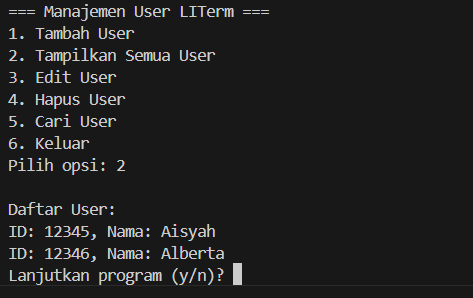 === Manajemen User LITerm ===
1. Tambah User
2. Tampilkan Semua User
3. Edit User
4. Hapus User
5. Cari User
6. Keluar
Pilih opsi: 2
Daftar User:
ID: 12345, Nama: Aisyah
ID: 12346, Nama: Alberta
Lanjutkan program (y/n)?